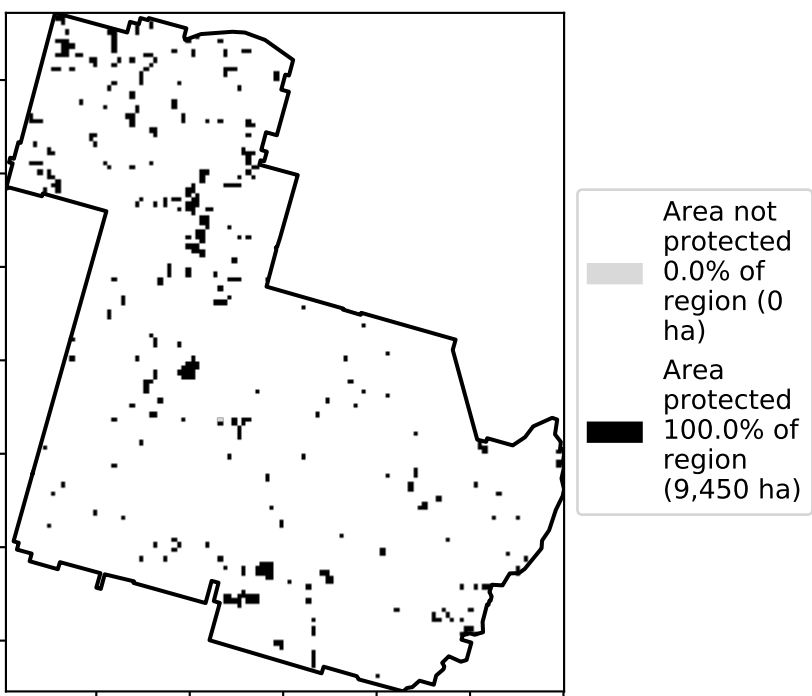 Area not
protected
0.0% of
region (0
ha)
Area
protected
100.0% of
region
(9,450 ha)